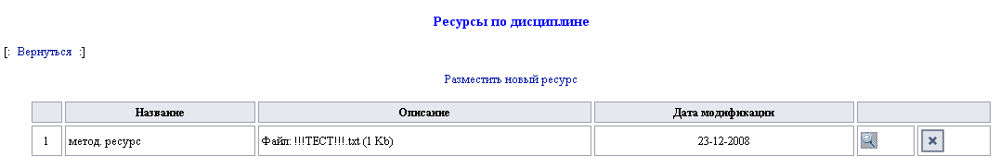 Ресурсы по дисциплине
[: Вернуться :]
Разместить новый ресурс
Название Описание Дата модификации
1 метод. ресурс Файл: !!!ТЕСТ!!!.txt (1 Kb) 23-12-2008